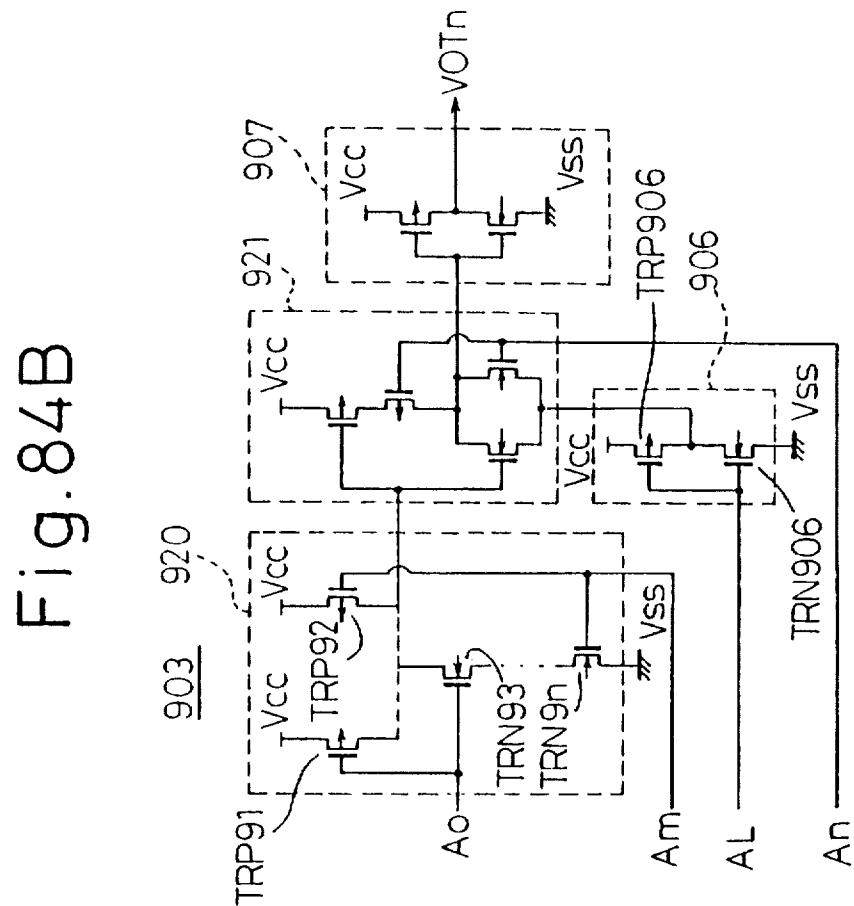 Fig.84B
903
920
921
907
Vcc
Vcc
Vcc
Vcc
VOTn
Vss
TRP91
TRP92
TRN93
TRN9n
Vss
Vcc
TRP906
906
Vss
TRN906
Ao
Am
AL
An